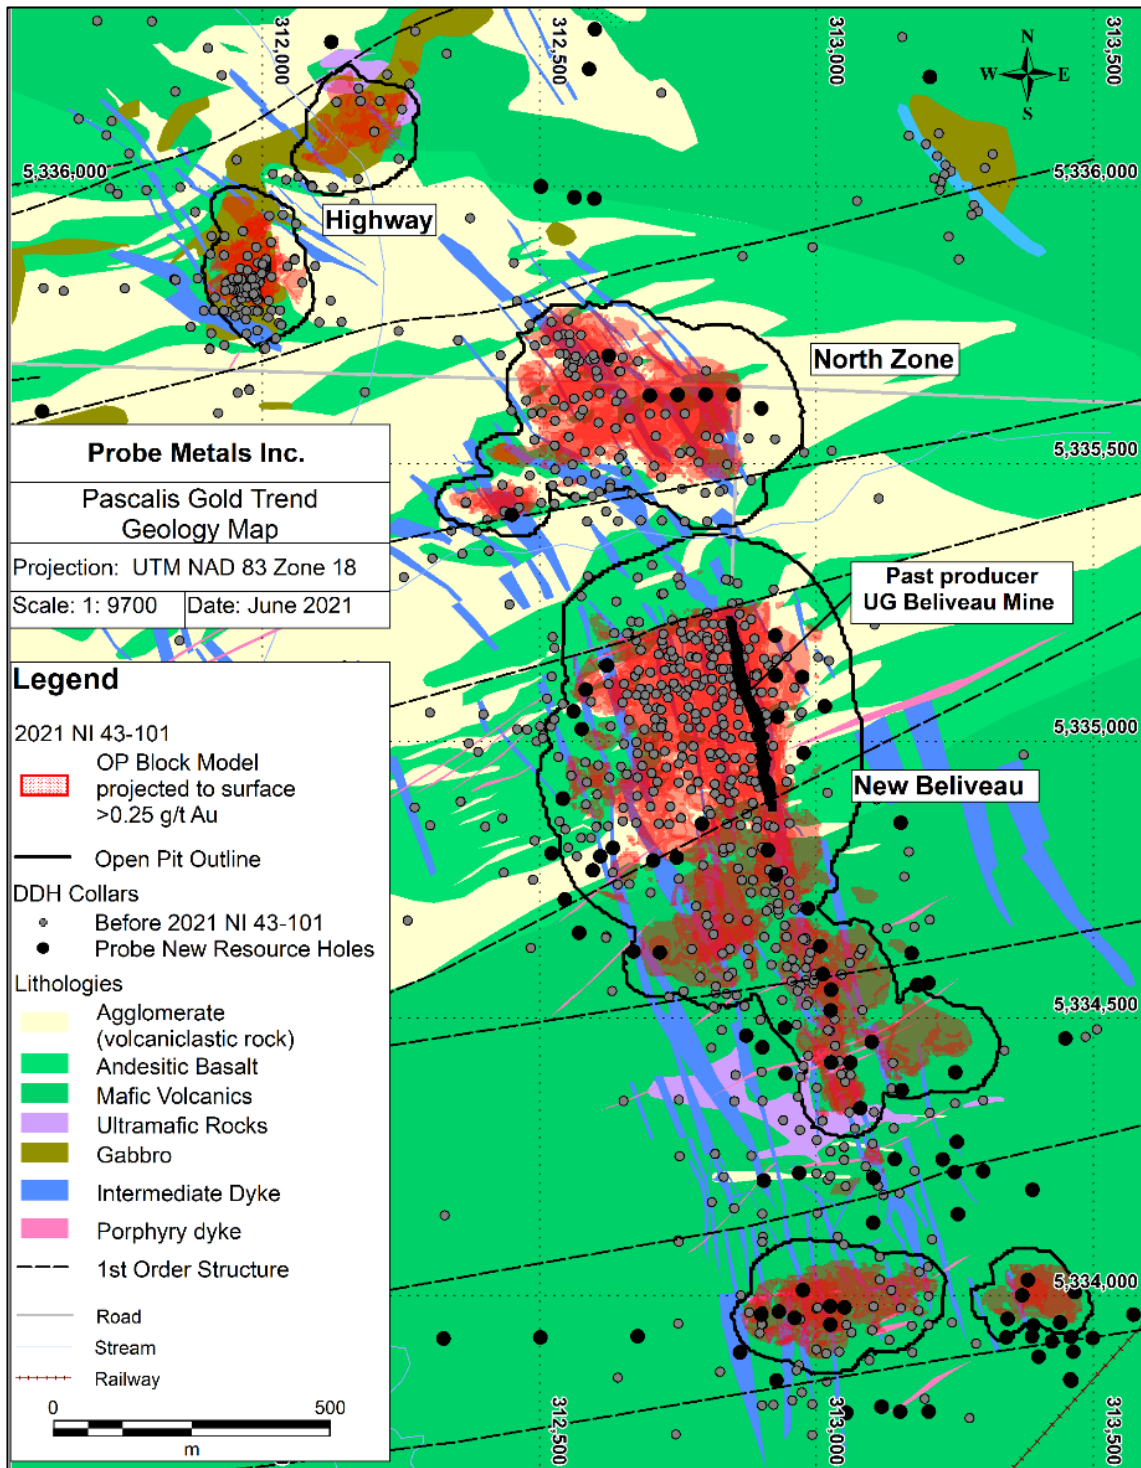 312,000
312,500
313,000
313,500
N
W E
S
5,336,000
5,336,000
Highway
North Zone
5,335,500
Probe Metals Inc.
Pascalis Gold Trend
Geology Map
Projection: UTM NAD 83 Zone 18
Scale: 1: 9700
Date: June 2021
Past producer
UG Beliveau Mine
Legend
2021 NI 43-101
OP Block Model
projected to surface
>0.25 g/t Au
Open Pit Outline
DDH Collars
Before 2021 NI 43-101
Probe New Resource Holes
Lithologies
Agglomerate
(volcaniclastic rock)
Andesitic Basalt
Mafic Volcanics
Ultramafic Rocks
Gabbro
Intermediate Dyke
Porphyry dyke
1st Order Structure
Road
Stream
Railway
0 500
m
5,335,000
New Beliveau
5,334,500
5,334,000
312,500
313,000
313,500